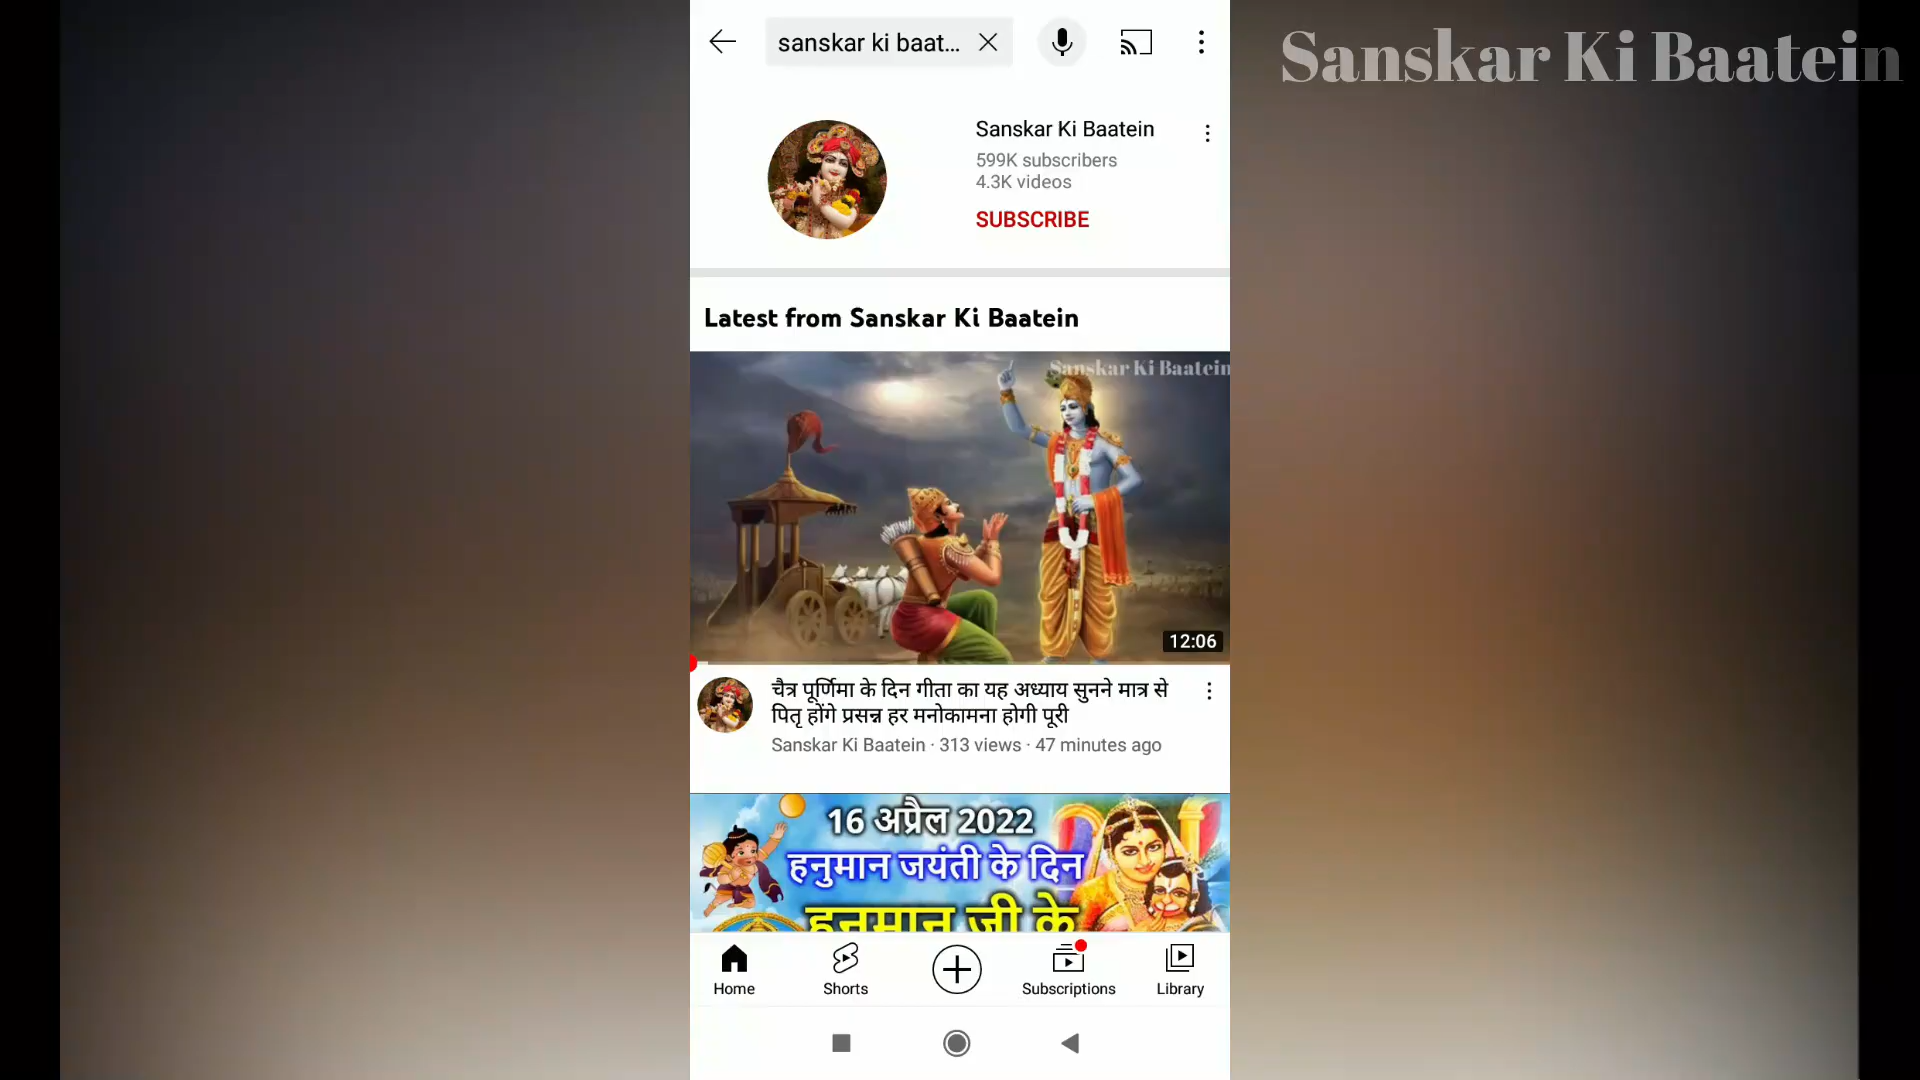 Sanskar Ki Baatein
sanskar ki baat...
Sanskar Ki Baatein
599K subscribers
4.3K videos
SUBSCRIBE
Latest from Sanskar Ki Baatein
Sanskar Ki Baatein
12:06
चैत्र पूर्णिमा के दिन गीता का यह अध्याय सुनने मात्र से
पितृ होंगे प्रसन्न हर मनोकामना होगी पूरी
Sanskar Ki Baatein · 313 views · 47 minutes ago
16 अप्रैल 2022
हनुमान जयंती के दिन
हनुमान जी के
Home
Shorts
Subscriptions
Library